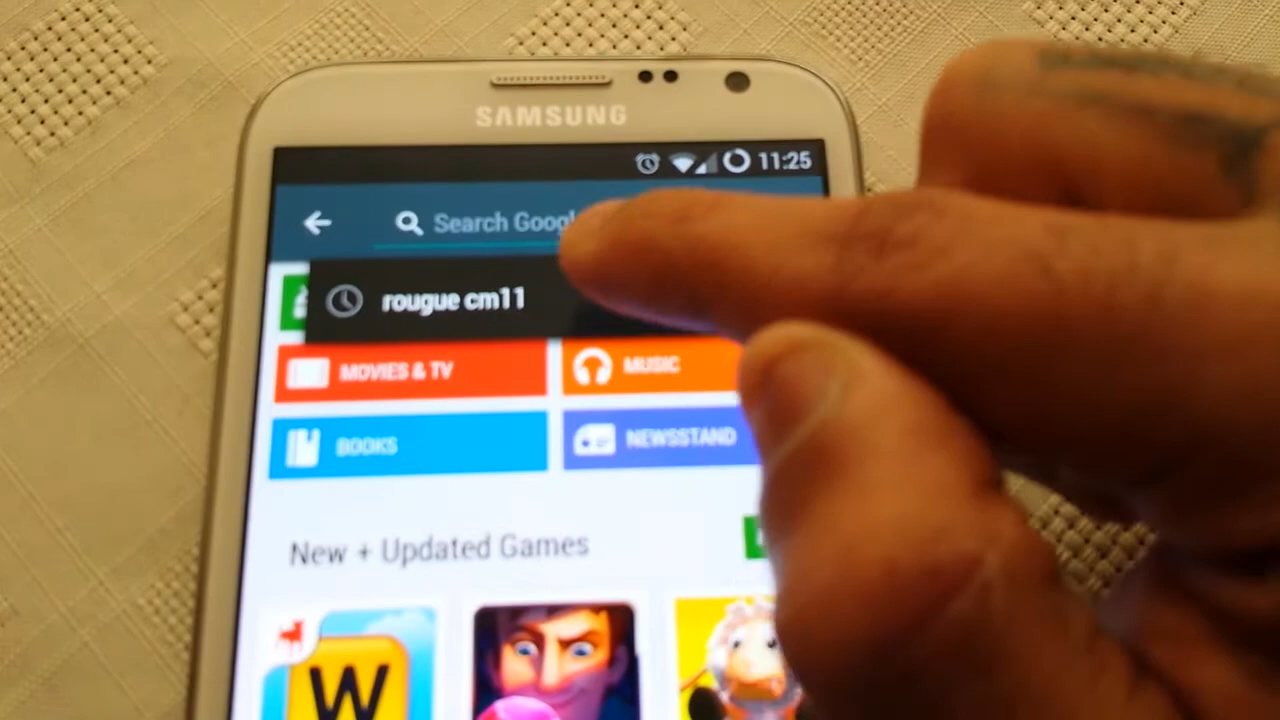 SAMSUNG
11:25
Search Googl
rougue cm11
MOVIES & TV
MUSIC
BOOKS
NEWSSTAND
New + Updated Games
W